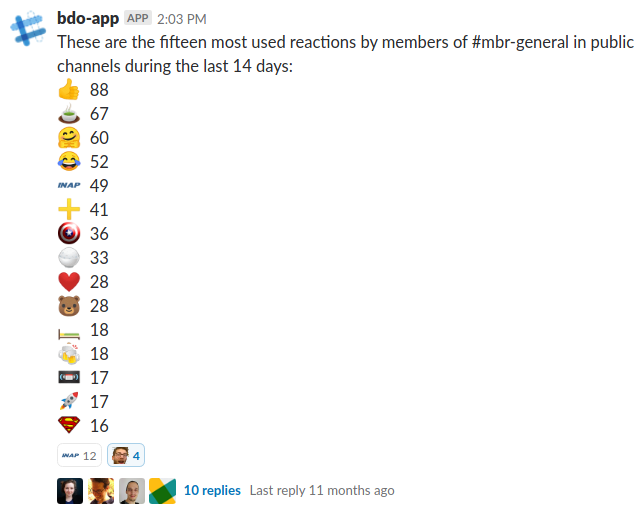 bdo-app APP 2:03 PM
These are the fifteen most used reactions by members of #mbr-general in public
channels during the last 14 days:
👍 88
🍵 67
🤗 60
😂 52
INAP 49
➕ 41
36
33
❤️ 28
🐻 28
18
18
17
🚀 17
16
INAP 12 4
10 replies Last reply 11 months ago